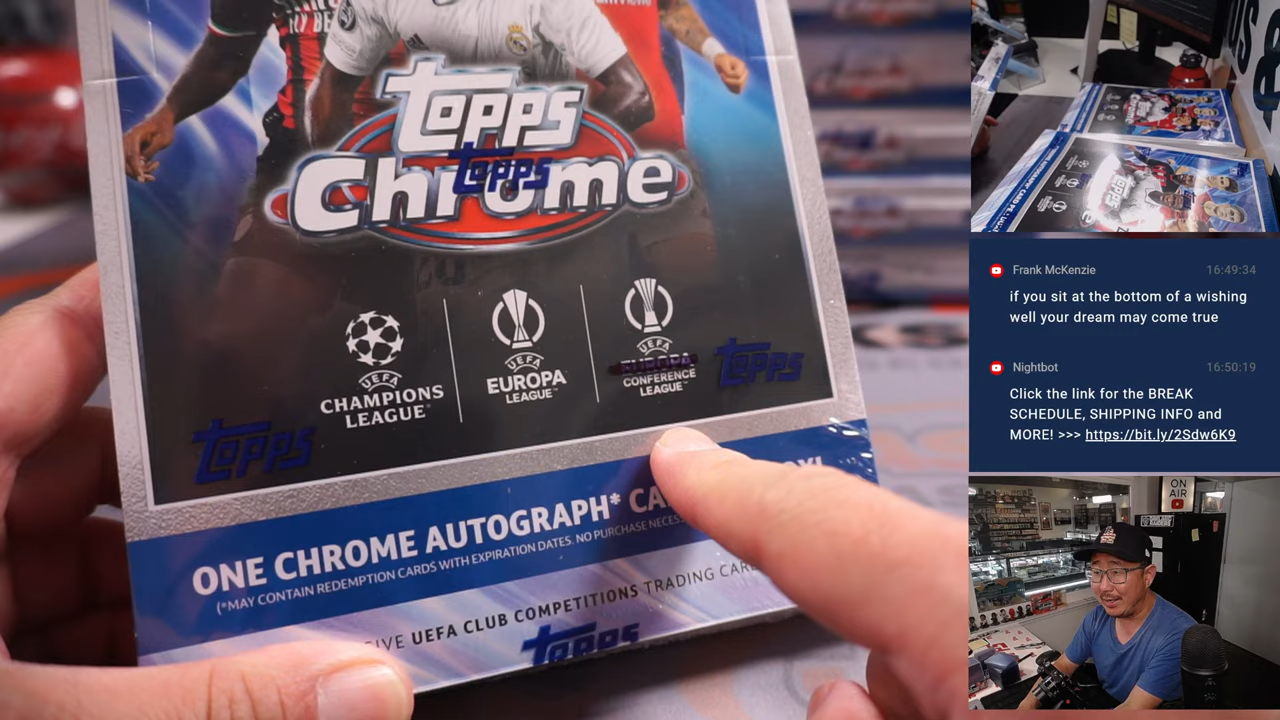 Topps
Chrome
Topps
UEFA
CHAMPIONS
LEAGUE
UEFA
EUROPA
LEAGUE
UEFA
EUROPA
CONFERENCE
LEAGUE
Topps
Topps
ONE CHROME AUTOGRAPH* CA
(*MAY CONTAIN REDEMPTION CARDS WITH EXPIRATION DATES. NO PURCHASE
UEFA CLUB COMPETITIONS TRADING
Topps
Frank McKenzie 16:49:34
if you sit at the bottom of a wishing
well your dream may come true
Nightbot 16:50:19
Click the link for the BREAK
SCHEDULE, SHIPPING INFO and
MORE! >>> https://bit.ly/2Sdw6K9
ON
AIR